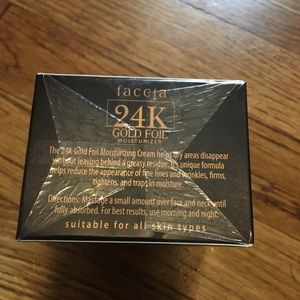 faccia
24K
GOLD FOIL
MOISTURIZER
The 24K Gold Foil Moisturizing Cream helps dry areas disappear
without leaving behind a greasy residue. It's unique formula
helps reduce the appearance of fine lines and wrinkles, firms,
tightens, and traps in moisture.
Directions: Massage a small amount over face and neck until
fully absorbed. For best results, use morning and night.
suitable for all skin types